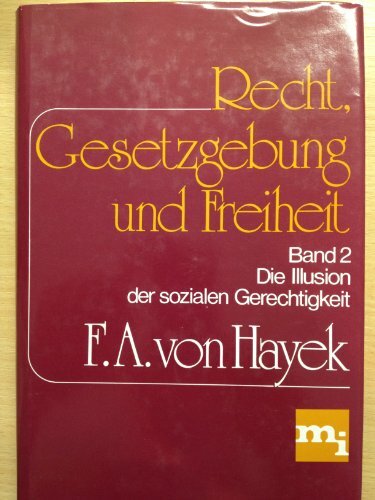 Recht,
Gesetzgebung
und Freiheit
Band 2
Die Illusion
der sozialen Gerechtigkeit
F. A. von Hayek
mi